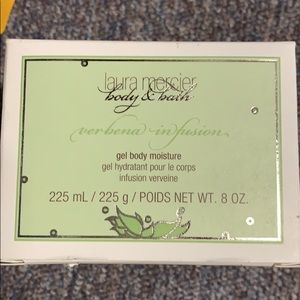 laura mercier
body & bath
verbena infusion
gel body moisture
gel hydratant pour le corps
infusion verveine
225 mL / 225 g / POIDS NET WT. 8 OZ.